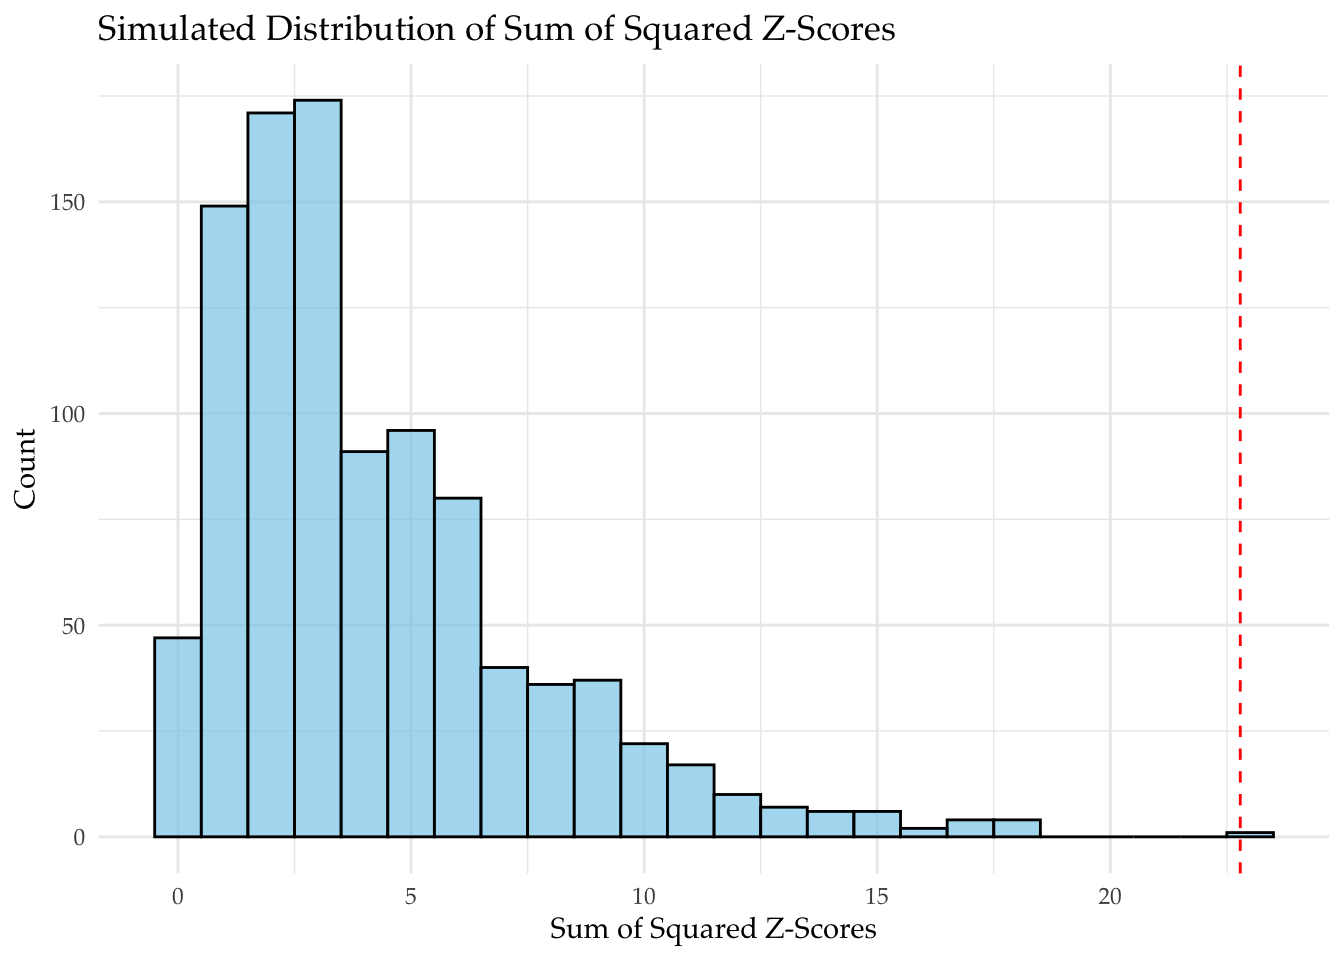 Simulated Distribution of Sum of Squared Z-Scores
Count
150
100
50
0
0 5 10 15 20
Sum of Squared Z-Scores